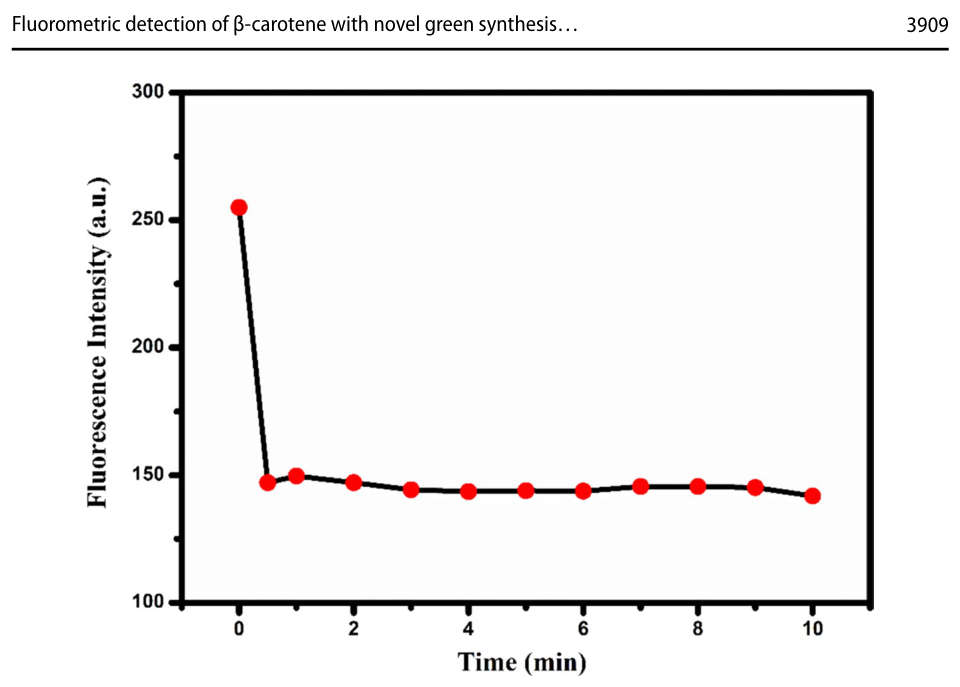 Fluorometric detection of β-carotene with novel green synthesis… 3909
300
250
200
150
100
Fluorescence Intensity (a.u.)
0 2 4 6 8 10
Time (min)